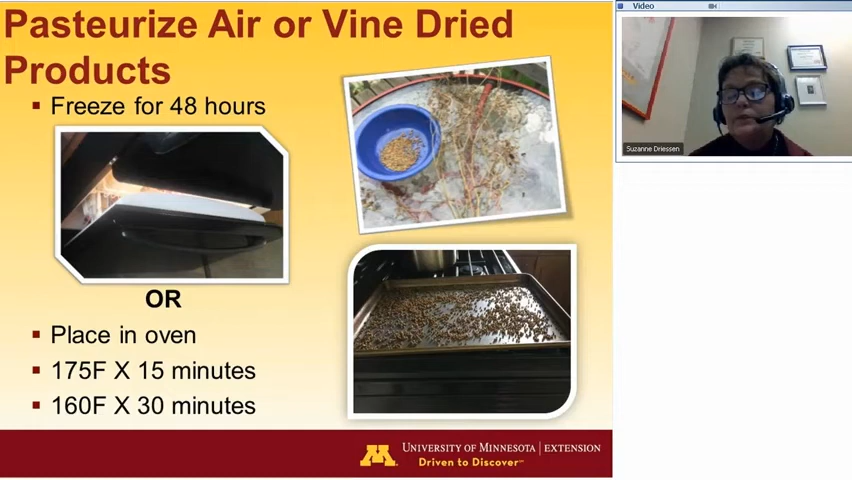 Pasteurize Air or Vine Dried
Products
▪ Freeze for 48 hours
OR
▪ Place in oven
▪ 175F X 15 minutes
▪ 160F X 30 minutes
M UNIVERSITY OF MINNESOTA | EXTENSION
Driven to Discover℠
Video
Suzanne Driessen